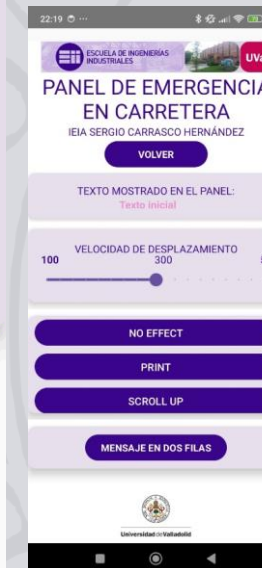 22:19
ESCUELA DE INGENIERÍAS
INDUSTRIALES
UVa
PANEL DE EMERGENCIA
EN CARRETERA
IEIA SERGIO CARRASCO HERNÁNDEZ
VOLVER
TEXTO MOSTRADO EN EL PANEL:
Texto inicial
VELOCIDAD DE DESPLAZAMIENTO
100 300
NO EFFECT
PRINT
SCROLL UP
MENSAJE EN DOS FILAS
Universidad de Valladolid